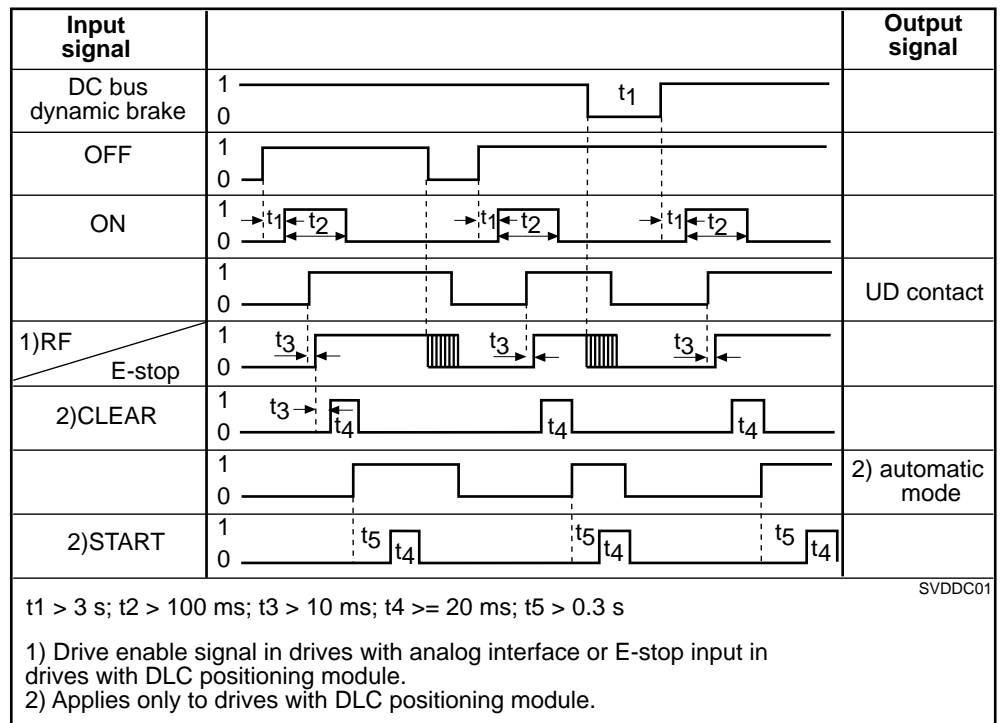 Input signal
Output signal
DC bus dynamic brake
1
0
t1
OFF
1
0
ON
1
0
t1 t2 t1 t2 t1 t2
1
0
UD contact
1)RF
E-stop
1
0
t3 t3 t3
2)CLEAR
1
0
t3 t4 t4 t4
1
0
2) automatic mode
2)START
1
0
t5 t4 t5 t4 t5 t4
SVDDC01
t1 > 3 s; t2 > 100 ms; t3 > 10 ms; t4 >= 20 ms; t5 > 0.3 s
1) Drive enable signal in drives with analog interface or E-stop input in
drives with DLC positioning module.
2) Applies only to drives with DLC positioning module.